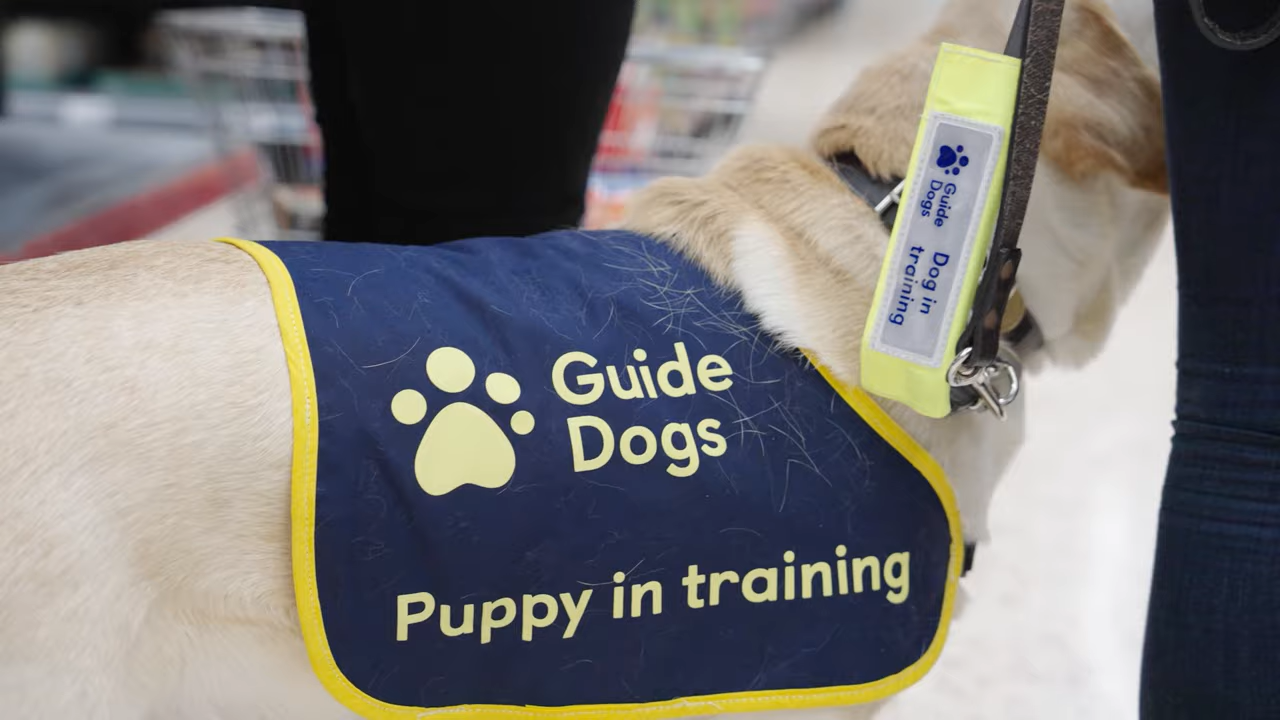 Guide
Dogs
Puppy in training
Guide
Dogs
Dog in
training